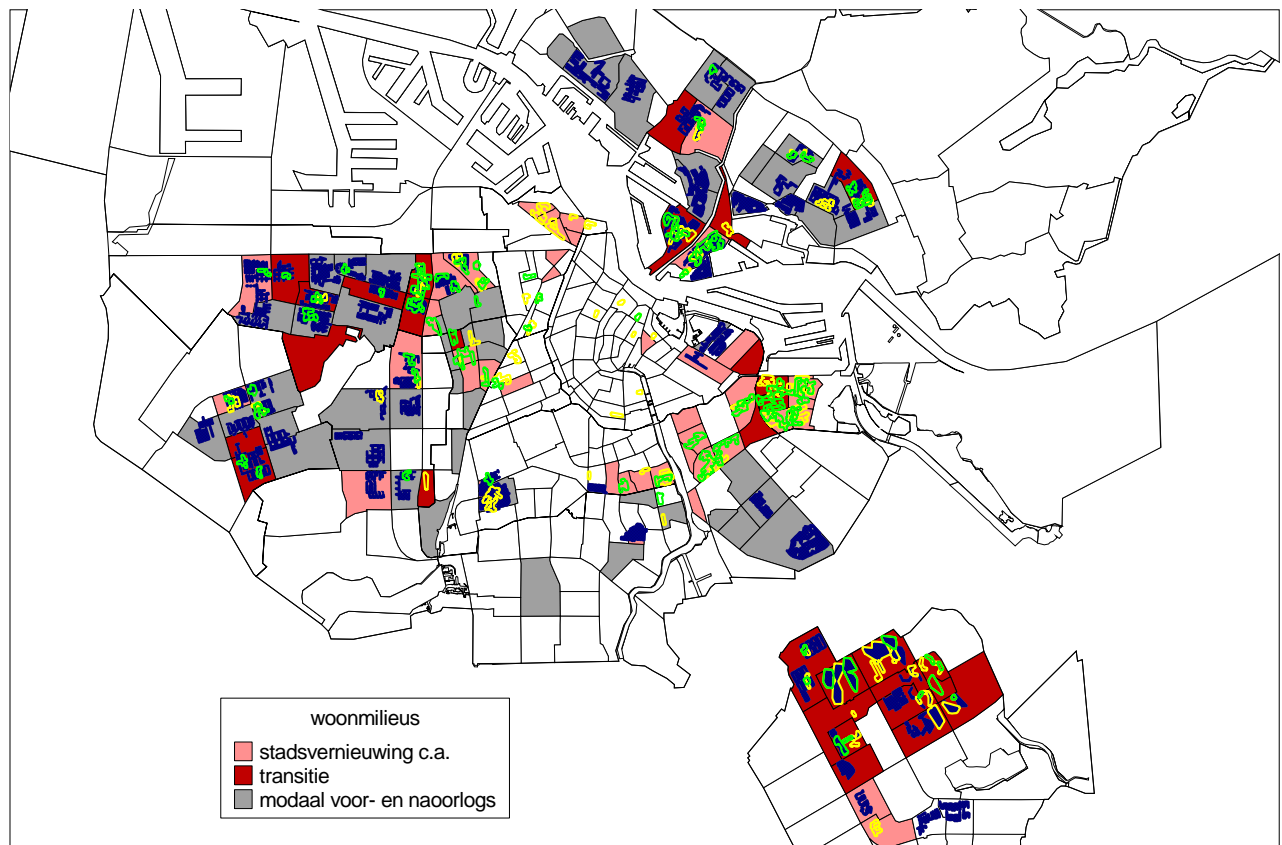 woonmilieus
stadsvernieuwing c.a.
transitie
modaal voor- en naoorlogs